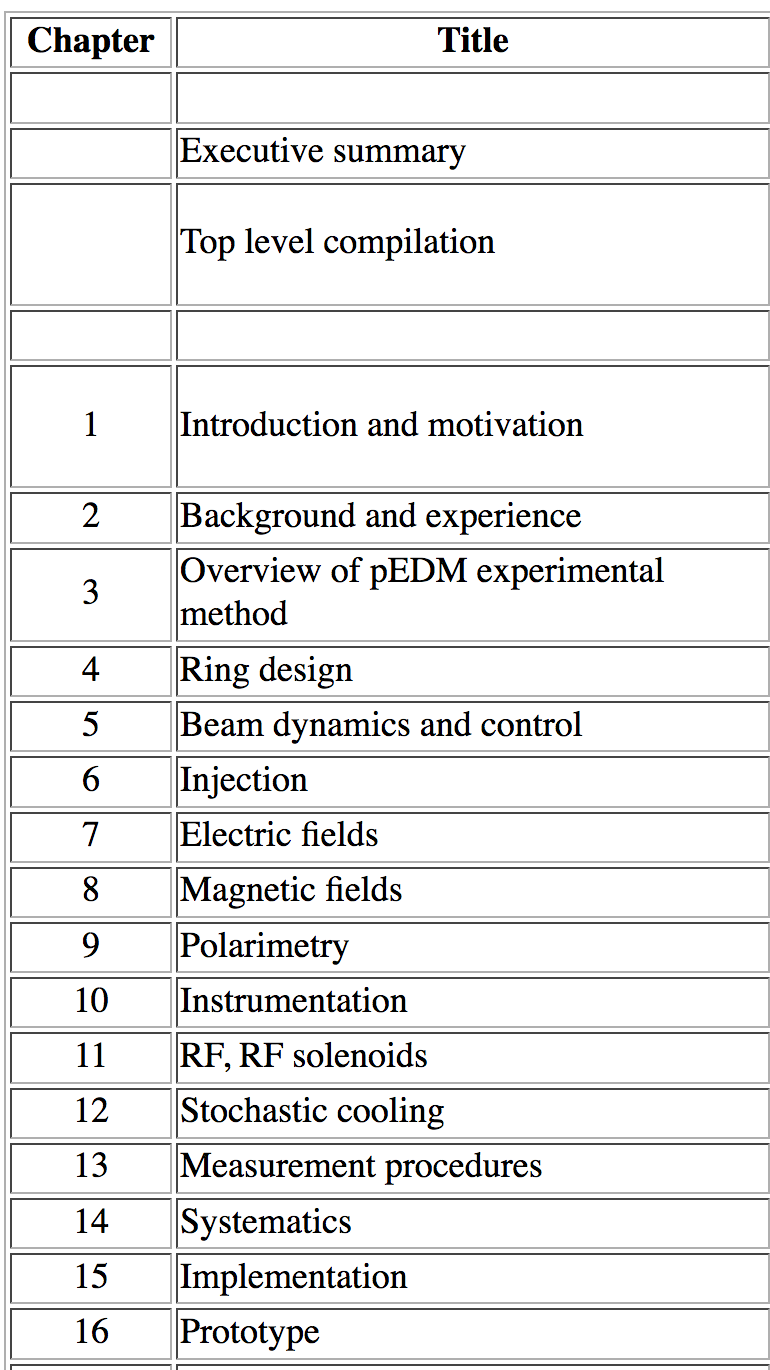 Chapter Title
Executive summary
Top level compilation
1 Introduction and motivation
2 Background and experience
3 Overview of pEDM experimental
method
4 Ring design
5 Beam dynamics and control
6 Injection
7 Electric fields
8 Magnetic fields
9 Polarimetry
10 Instrumentation
11 RF, RF solenoids
12 Stochastic cooling
13 Measurement procedures
14 Systematics
15 Implementation
16 Prototype